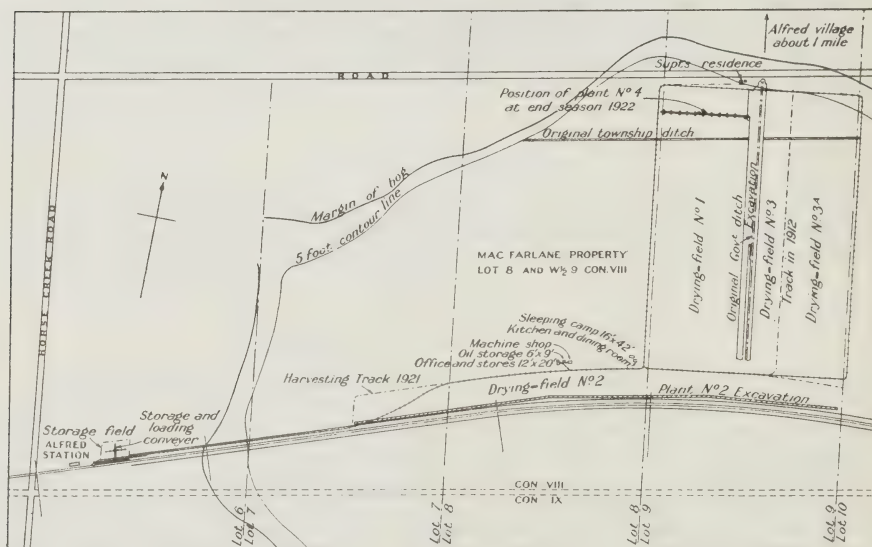 Alfred village
about 1 mile
ROAD
Supt's residence
Position of plant Nº 4
at end season 1922
Original township ditch
N
HORSE CREEK ROAD
Margin of bog
5 foot contour line
MAC FARLANE PROPERTY
LOT 8 AND W½ 9 CON. VIII
Drying-field Nº 1
Original Govt ditch
Excavation
Drying-field Nº 3
Track in 1912
Drying-field Nº 3A
Sleeping camp 16'x 42'
Kitchen and dining room
Machine shop
Oil storage 6'x 9'
Office and stores 12'x 20'
Harvesting Track 1921
Drying-field Nº 2
Plant Nº 2 Excavation
Storage field
Storage and
loading
conveyer
ALFRED
STATION
CON VIII
CON IX
Lot 6
Lot 7
Lot 7
Lot 8
Lot 8
Lot 9
Lot 9
Lot 10